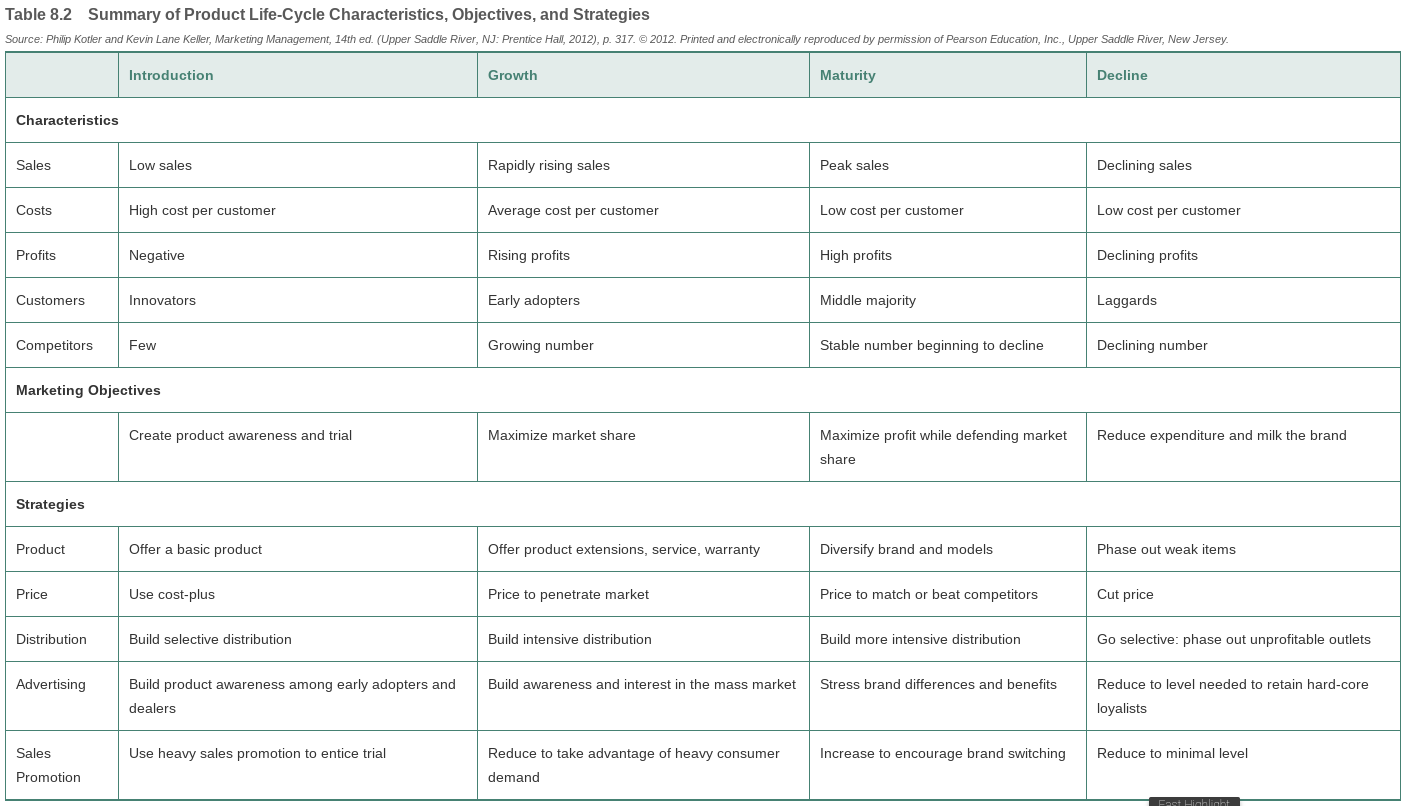 Table 8.2 Summary of Product Life-Cycle Characteristics, Objectives, and Strategies
Source: Philip Kotler and Kevin Lane Keller, Marketing Management, 14th ed. (Upper Saddle River, NJ: Prentice Hall, 2012), p. 317. © 2012. Printed and electronically reproduced by permission of Pearson Education, Inc., Upper Saddle River, New Jersey.
Introduction Growth Maturity Decline
Characteristics
Sales Low sales Rapidly rising sales Peak sales Declining sales
Costs High cost per customer Average cost per customer Low cost per customer Low cost per customer
Profits Negative Rising profits High profits Declining profits
Customers Innovators Early adopters Middle majority Laggards
Competitors Few Growing number Stable number beginning to decline Declining number
Marketing Objectives
Create product awareness and trial Maximize market share Maximize profit while defending market Reduce expenditure and milk the brand
share
Strategies
Product Offer a basic product Offer product extensions, service, warranty Diversify brand and models Phase out weak items
Price Use cost-plus Price to penetrate market Price to match or beat competitors Cut price
Distribution Build selective distribution Build intensive distribution Build more intensive distribution Go selective: phase out unprofitable outlets
Advertising Build product awareness among early adopters and Build awareness and interest in the mass market Stress brand differences and benefits Reduce to level needed to retain hard-core
dealers loyalists
Sales Use heavy sales promotion to entice trial Reduce to take advantage of heavy consumer Increase to encourage brand switching Reduce to minimal level
Promotion demand
Fast Highlight